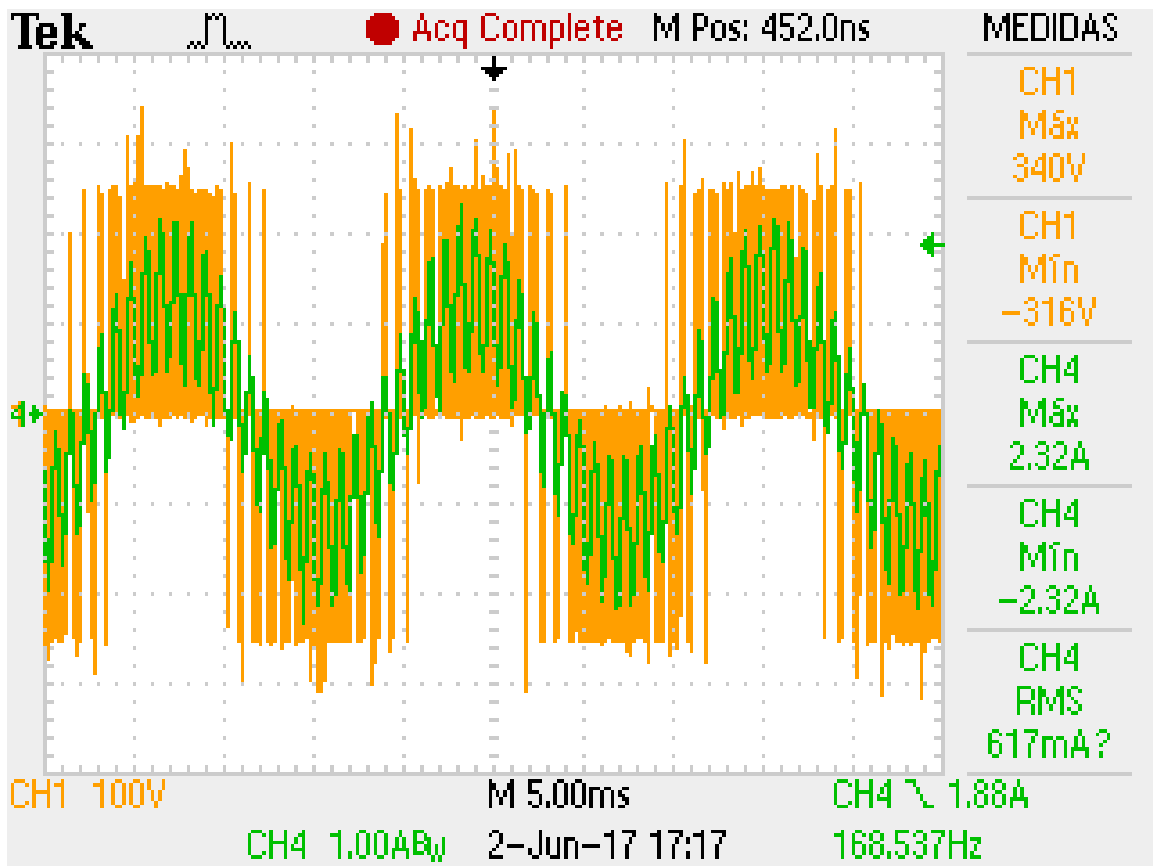 Tek Acq Complete M Pos: 452.0ns MEDIDAS
CH1
Máx
340V
CH1
Mín
-316V
CH4
Máx
2.32A
CH4
Mín
-2.32A
CH4
RMS
617mA?
4
CH1 100V M 5.00ms CH4 1.88A
CH4 1.00ABW 2-Jun-17 17:17 168.537Hz